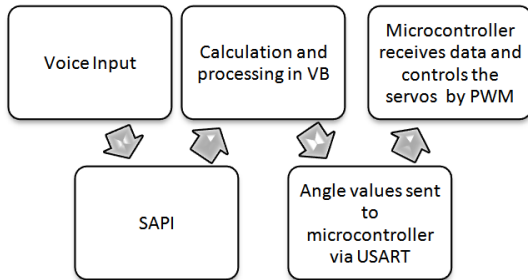 Voice Input
SAPI
Calculation and
processing in VB
Angle values sent
to
microcontroller
via USART
Microcontroller
receives data and
controls the
servos by PWM